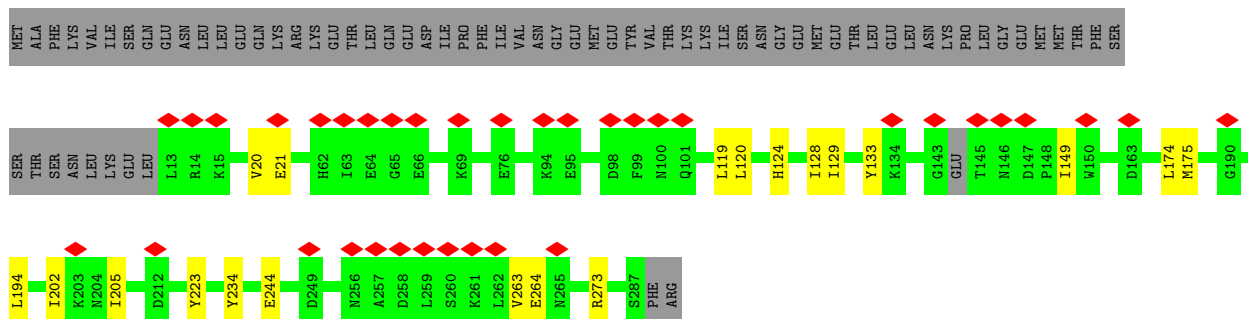 MET ALA PHE LYS VAL ILE SER GLN GLU ASN LEU LEU GLU GLN LYS ARG LYS GLU THR LEU GLN GLU ASP ILE PRO PHE ILE VAL ASN GLY GLU MET GLU TYR VAL THR LYS LYS ILE SER ASN GLY GLU MET GLU THR LEU GLU LEU ASN LYS PRO LEU GLY GLU MET MET THR PHE SER
SER THR SER ASN LEU LYS GLU LEU L13 R14 K15 V20 E21 H62 I63 E64 G65 E66 K69 E76 K94 E95 D98 F99 N100 Q101 L119 L120 H124 I128 I129 Y133 K134 G143 GLU T145 N146 D147 P148 I149 W150 D163 L174 M175 G190
L194 I202 K203 N204 I205 D212 Y223 Y234 E244 D249 N256 A257 D258 L259 S260 K261 L262 V263 E264 N265 R273 S287 PHE ARG